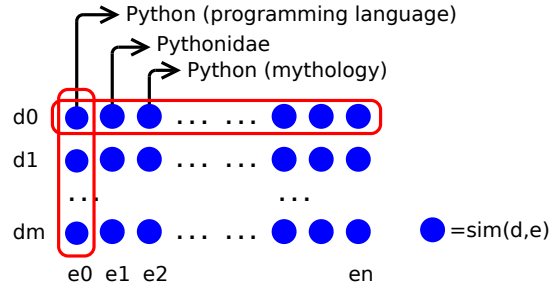 Python (programming language)
Pythonidae
Python (mythology)
d0 ... ...
d1 ... ...
... ...
dm ... ...
=sim(d,e)
e0 e1 e2 en